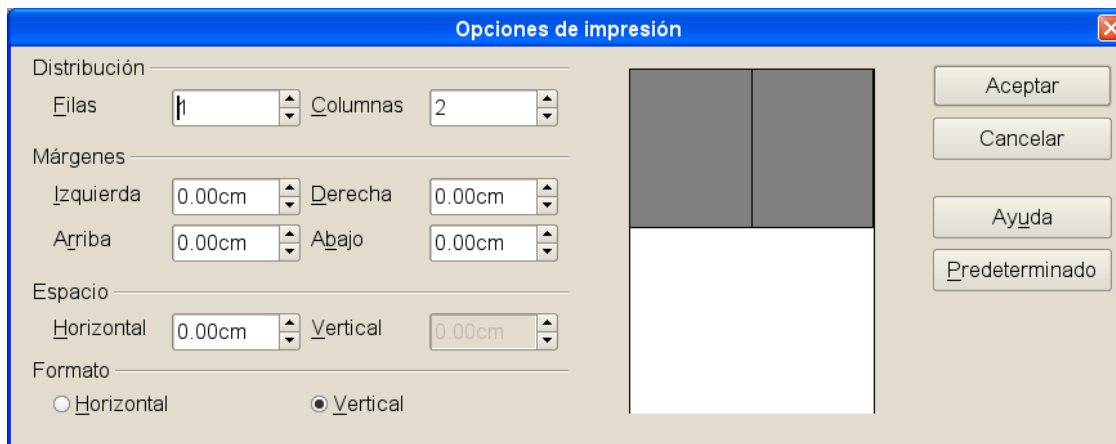 Opciones de impresión
Distribución
Filas 1 Columnas 2
Márgenes
Izquierda 0.00cm Derecha 0.00cm
Arriba 0.00cm Abajo 0.00cm
Espacio
Horizontal 0.00cm Vertical 0.00cm
Formato
Horizontal Vertical
Aceptar
Cancelar
Ayuda
Predeterminado